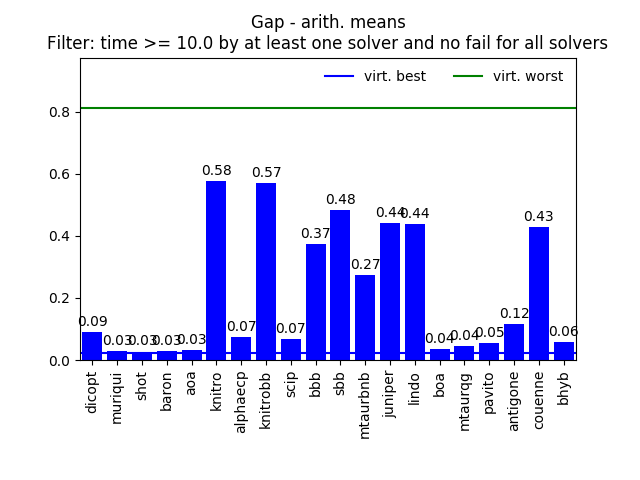 Gap - arith. means
Filter: time >= 10.0 by at least one solver and no fail for all solvers
virt. best virt. worst
0.8
0.6
0.4
0.2
0.0
0.09 0.03 0.03 0.03 0.03 0.58 0.07 0.57 0.07 0.37 0.48 0.27 0.44 0.44 0.04 0.04 0.05 0.12 0.43 0.06
dicopt
muriqui
shot
baron
aoa
knitro
alphaecp
knitrobb
scip
bbb
sbb
mtaurbnb
juniper
lindo
boa
mtaurqg
pavito
antigone
couenne
bhyb